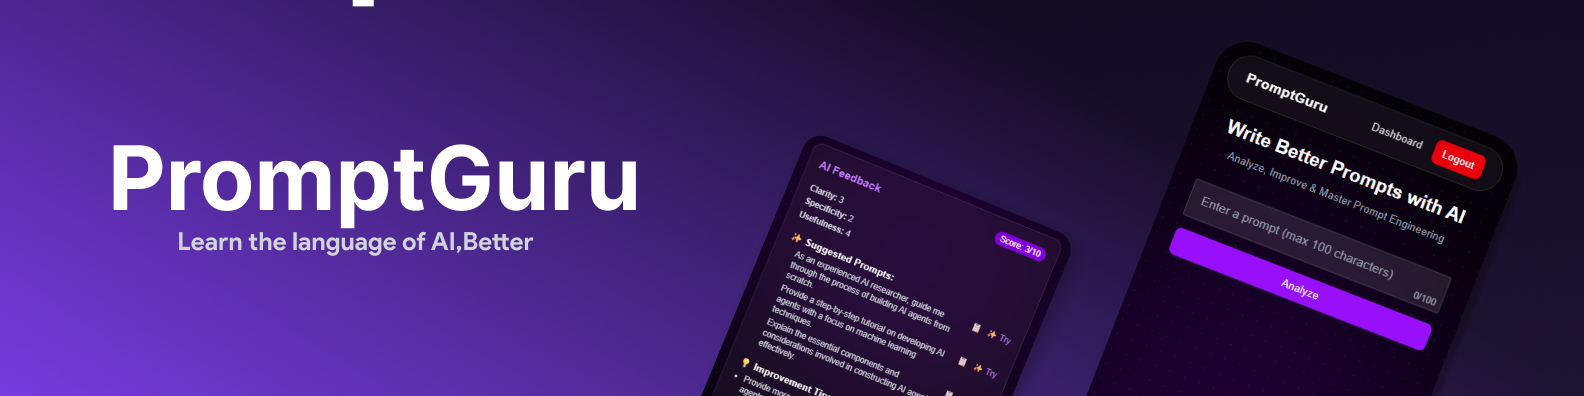 PromptGuru
Learn the language of AI,Better
AI Feedback
Clarity: 3
Specificity: 2
Usefulness: 4
Score: 3/10
✨ Suggested Prompts:
As an experienced AI researcher, guide me
through the process of building AI agents from
scratch.
Try
Provide a step-by-step tutorial on developing AI
agents with a focus on machine learning
techniques.
Try
Explain the essential components and
considerations involved in constructing AI
effectively.
💡 Improvement
Provide more
PromptGuru
Dashboard
Logout
Write Better Prompts with AI
Analyze, Improve & Master Prompt Engineering
Enter a prompt (max 100 characters)
0/100
Analyze